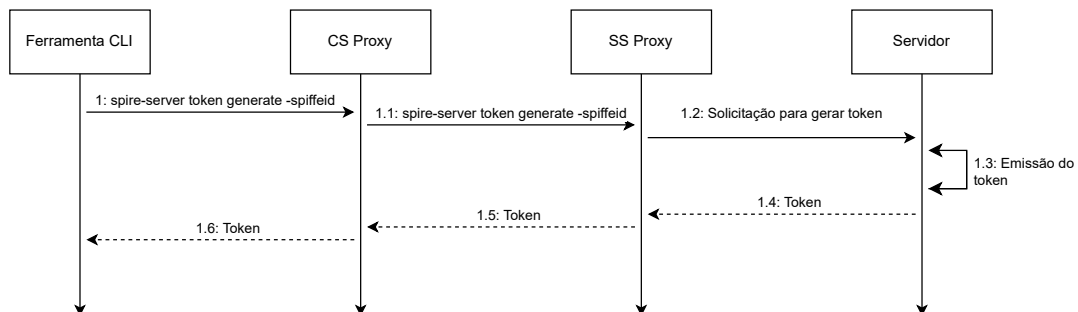 Ferramenta CLI
CS Proxy
SS Proxy
Servidor
1: spire-server token generate -spiffeid
1.1: spire-server token generate -spiffeid
1.2: Solicitação para gerar token
1.3: Emissão do
token
1.4: Token
1.5: Token
1.6: Token